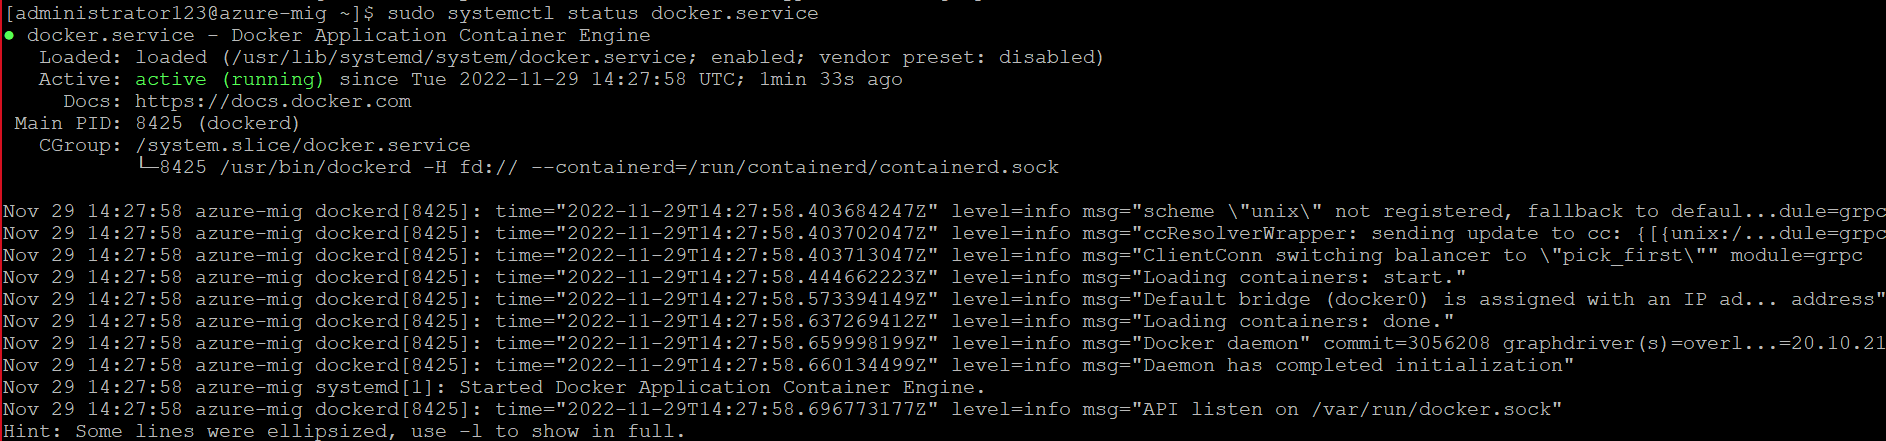 [administrator123@azure-mig ~]$ sudo systemctl status docker.service
● docker.service - Docker Application Container Engine
   Loaded: loaded (/usr/lib/systemd/system/docker.service; enabled; vendor preset: disabled)
   Active: active (running) since Tue 2022-11-29 14:27:58 UTC; 1min 33s ago
     Docs: https://docs.docker.com
 Main PID: 8425 (dockerd)
   CGroup: /system.slice/docker.service
           └─8425 /usr/bin/dockerd -H fd:// --containerd=/run/containerd/containerd.sock

Nov 29 14:27:58 azure-mig dockerd[8425]: time="2022-11-29T14:27:58.403684247Z" level=info msg="scheme \"unix\" not registered, fallback to defaul...dule=grpc
Nov 29 14:27:58 azure-mig dockerd[8425]: time="2022-11-29T14:27:58.403702047Z" level=info msg="ccResolverWrapper: sending update to cc: {[{unix:/...dule=grpc
Nov 29 14:27:58 azure-mig dockerd[8425]: time="2022-11-29T14:27:58.403713047Z" level=info msg="ClientConn switching balancer to \"pick_first\"" module=grpc
Nov 29 14:27:58 azure-mig dockerd[8425]: time="2022-11-29T14:27:58.444662223Z" level=info msg="Loading containers: start."
Nov 29 14:27:58 azure-mig dockerd[8425]: time="2022-11-29T14:27:58.573394149Z" level=info msg="Default bridge (docker0) is assigned with an IP ad... address"
Nov 29 14:27:58 azure-mig dockerd[8425]: time="2022-11-29T14:27:58.637269412Z" level=info msg="Loading containers: done."
Nov 29 14:27:58 azure-mig dockerd[8425]: time="2022-11-29T14:27:58.659998199Z" level=info msg="Docker daemon" commit=3056208 graphdriver(s)=overl...=20.10.21
Nov 29 14:27:58 azure-mig dockerd[8425]: time="2022-11-29T14:27:58.660134499Z" level=info msg="Daemon has completed initialization"
Nov 29 14:27:58 azure-mig systemd[1]: Started Docker Application Container Engine.
Nov 29 14:27:58 azure-mig dockerd[8425]: time="2022-11-29T14:27:58.696773177Z" level=info msg="API listen on /var/run/docker.sock"
Hint: Some lines were ellipsized, use -l to show in full.